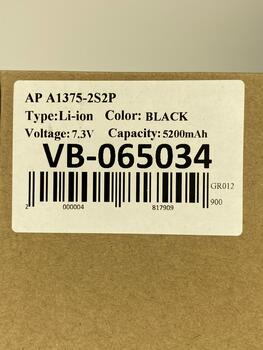 AP A1375-2S2P
Type:Li-ion Color: BLACK
Voltage:7.3V Capacity:5200mAh
VB-065034
GR012
900
2 000004 817909